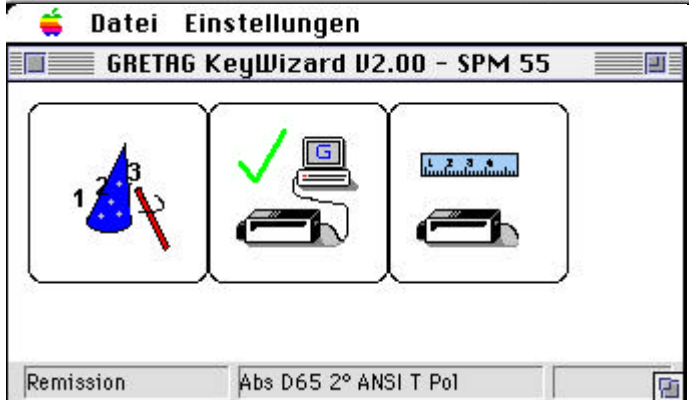 Datei Einstellungen
GRETAG KeyWizard V2.00 - SPM 55
1 2 3
G
1 2 3 4
Remission
Abs D65 2° ANSI T Pol